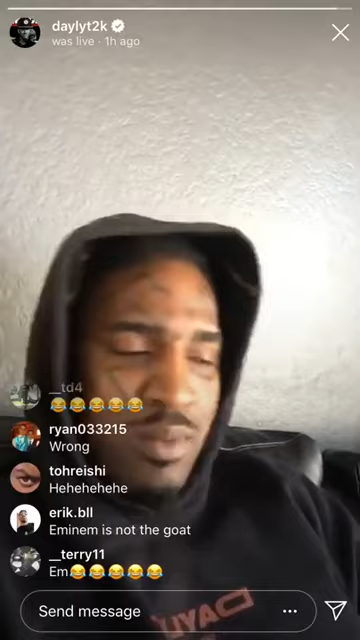 daylyt2k
was live · 1h ago
__td4
😂😂😂😂😂
ryan033215
Wrong
tohreishi
Hehehehehe
erik.bll
Eminem is not the goat
__terry11
Em😂😂😂😂😂
Send message